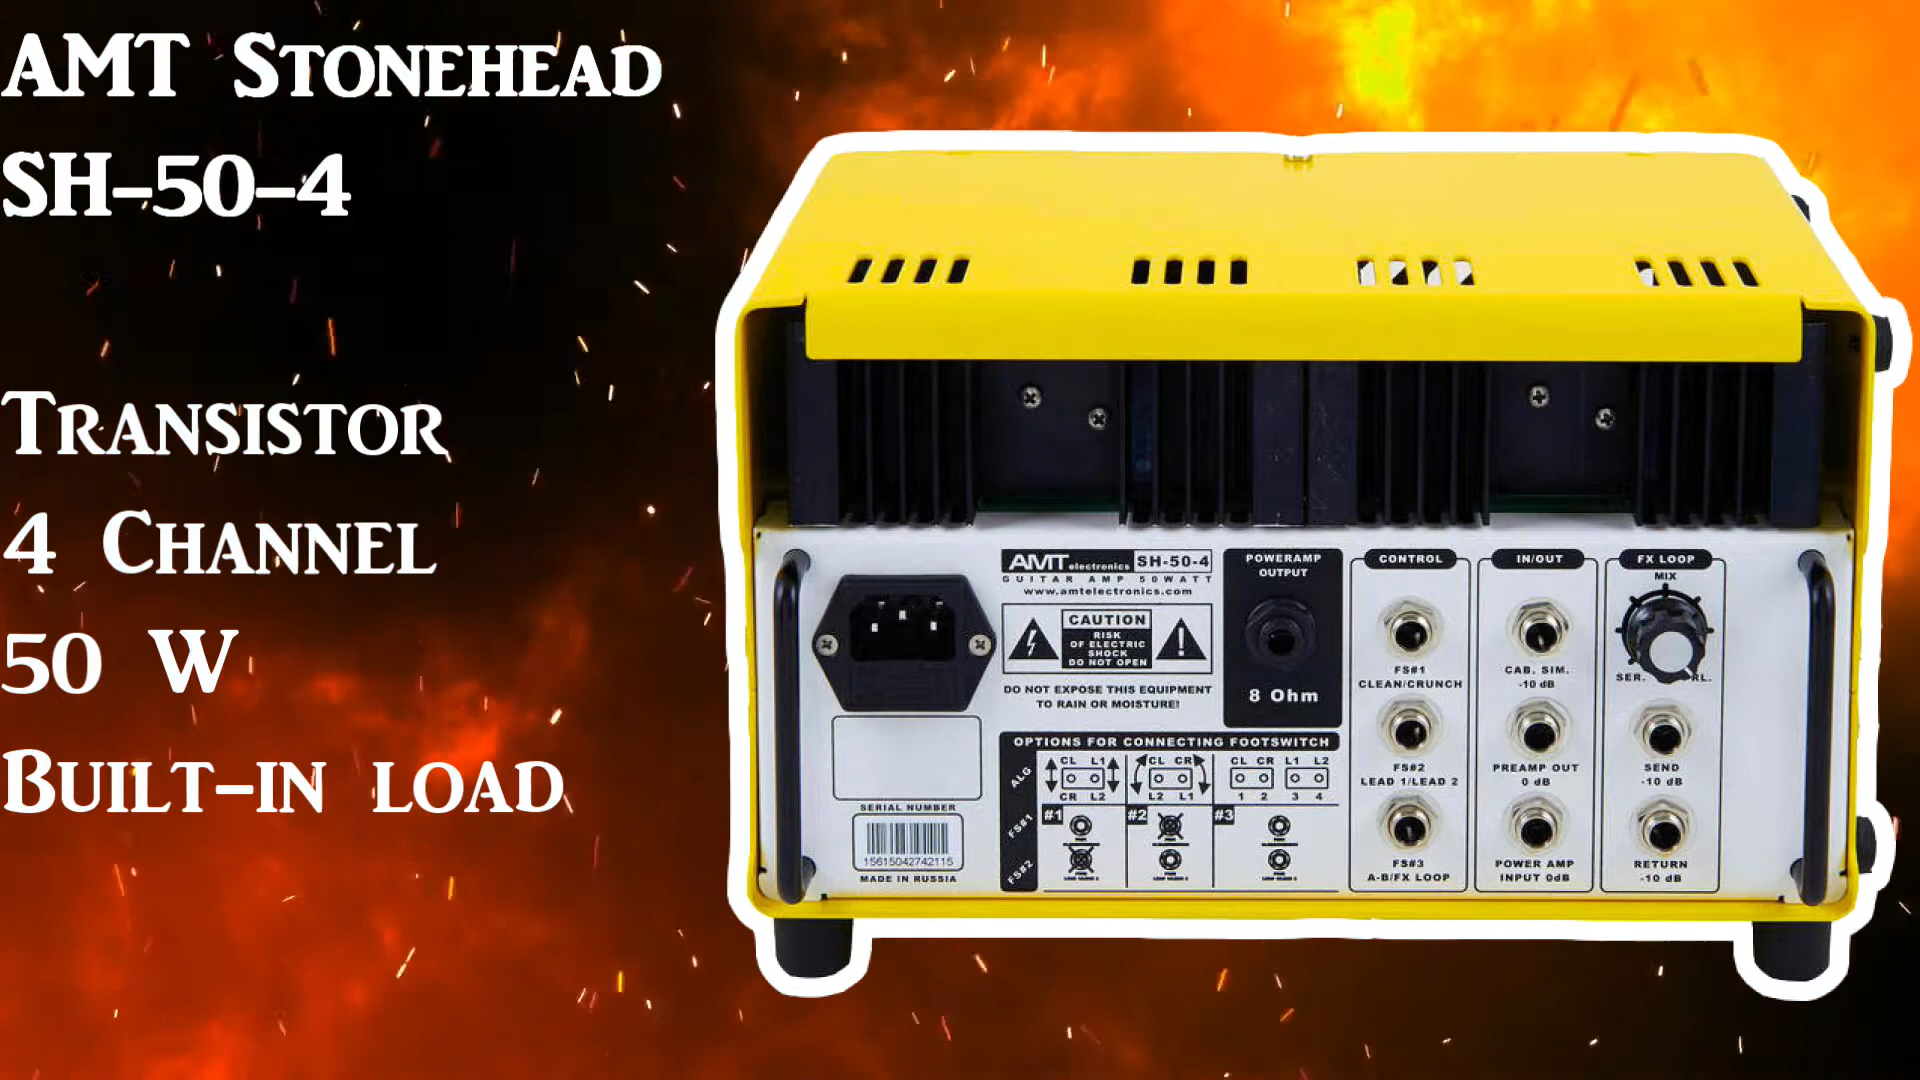 AMT Stonehead
SH-50-4
Transistor
4 Channel
50 W
Built-in load
AMT electronics SH-50-4
GUITAR AMP 50WATT
www.amtelectronics.com
CAUTION
RISK
OF ELECTRIC
SHOCK
DO NOT OPEN
DO NOT EXPOSE THIS EQUIPMENT
TO RAIN OR MOISTURE!
SERIAL NUMBER
15615042742115
MADE IN RUSSIA
POWERAMP
OUTPUT
8 Ohm
OPTIONS FOR CONNECTING FOOTSWITCH
ALG
CL L1
CR L2
CL CR
L2 L1
CL CR L1 L2
1 2 3 4
FS#1
#1
#2
#3
FS#2
CONTROL
FS#1
CLEAN/CRUNCH
FS#2
LEAD 1/LEAD 2
FS#3
A-B/FX LOOP
IN/OUT
CAB. SIM.
-10 dB
PREAMP OUT
0 dB
POWER AMP
INPUT 0dB
FX LOOP
MIX
SER.
SEND
-10 dB
RETURN
-10 dB